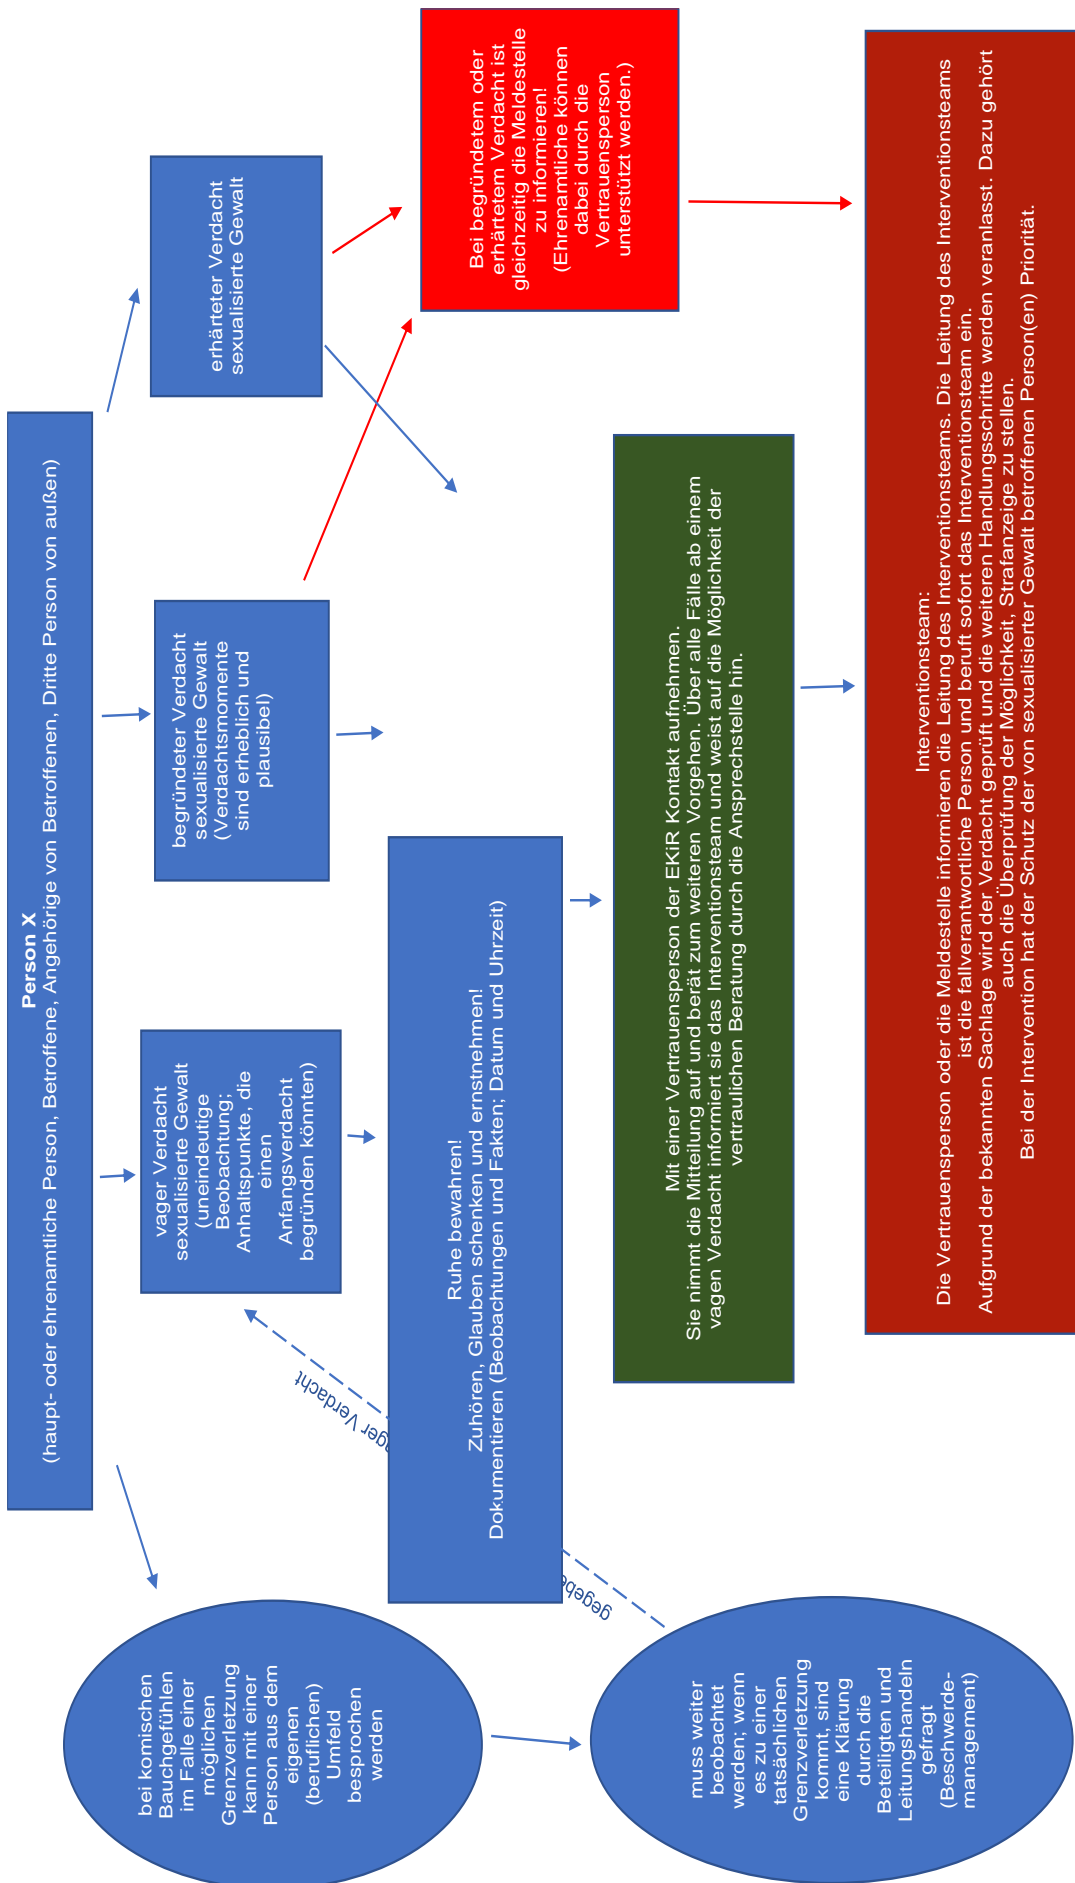 Person X
(haupt- oder ehrenamtliche Person, Betroffene, Angehörige von Betroffenen, Dritte Person von außen)
bei komischen
Bauchgefühlen
im Falle einer
möglichen
Grenzverletzung
kann mit einer
Person aus dem
eigenen
(beruflichen)
Umfeld
besprochen
werden
vager Verdacht
sexualisierte Gewalt
(uneindeutige
Beobachtung;
Anhaltspunkte, die
einen
Anfangsverdacht
begründen könnten)
begründeter Verdacht
sexualisierte Gewalt
(Verdachtsmomente
sind erheblich und
plausibel)
erhärteter Verdacht
sexualisierte Gewalt
Verdacht
Ruhe bewahren!
Zuhören, Glauben schenken und ernstnehmen!
Dokumentieren (Beobachtungen und Fakten; Datum und Uhrzeit)
Bei begründetem oder
erhärtetem Verdacht ist
gleichzeitig die Meldestelle
zu informieren!
(Ehrenamtliche können
dabei durch die
Vertrauensperson
unterstützt werden.)
muss weiter
beobachtet
werden; wenn
es zu einer
tatsächlichen
Grenzverletzung
kommt, sind
eine Klärung
durch die
Beteiligten und
Leitungshandeln
gefragt
(Beschwerde-
management)
Mit einer Vertrauensperson der EKiR Kontakt aufnehmen.
Sie nimmt die Mitteilung auf und berät zum weiteren Vorgehen. Über alle Fälle ab einem
vagen Verdacht informiert sie das Interventionsteam und weist auf die Möglichkeit der
vertraulichen Beratung durch die Ansprechstelle hin.
Interventionsteam:
Die Vertrauensperson oder die Meldestelle informieren die Leitung des Interventionsteams. Die Leitung des Interventionsteams
ist die fallverantwortliche Person und beruft sofort das Interventionsteam ein.
Aufgrund der bekannten Sachlage wird der Verdacht geprüft und die weiteren Handlungsschritte werden veranlasst. Dazu gehört
auch die Überprüfung der Möglichkeit, Strafanzeige zu stellen.
Bei der Intervention hat der Schutz der von sexualisierter Gewalt betroffenen Person(en) Priorität.